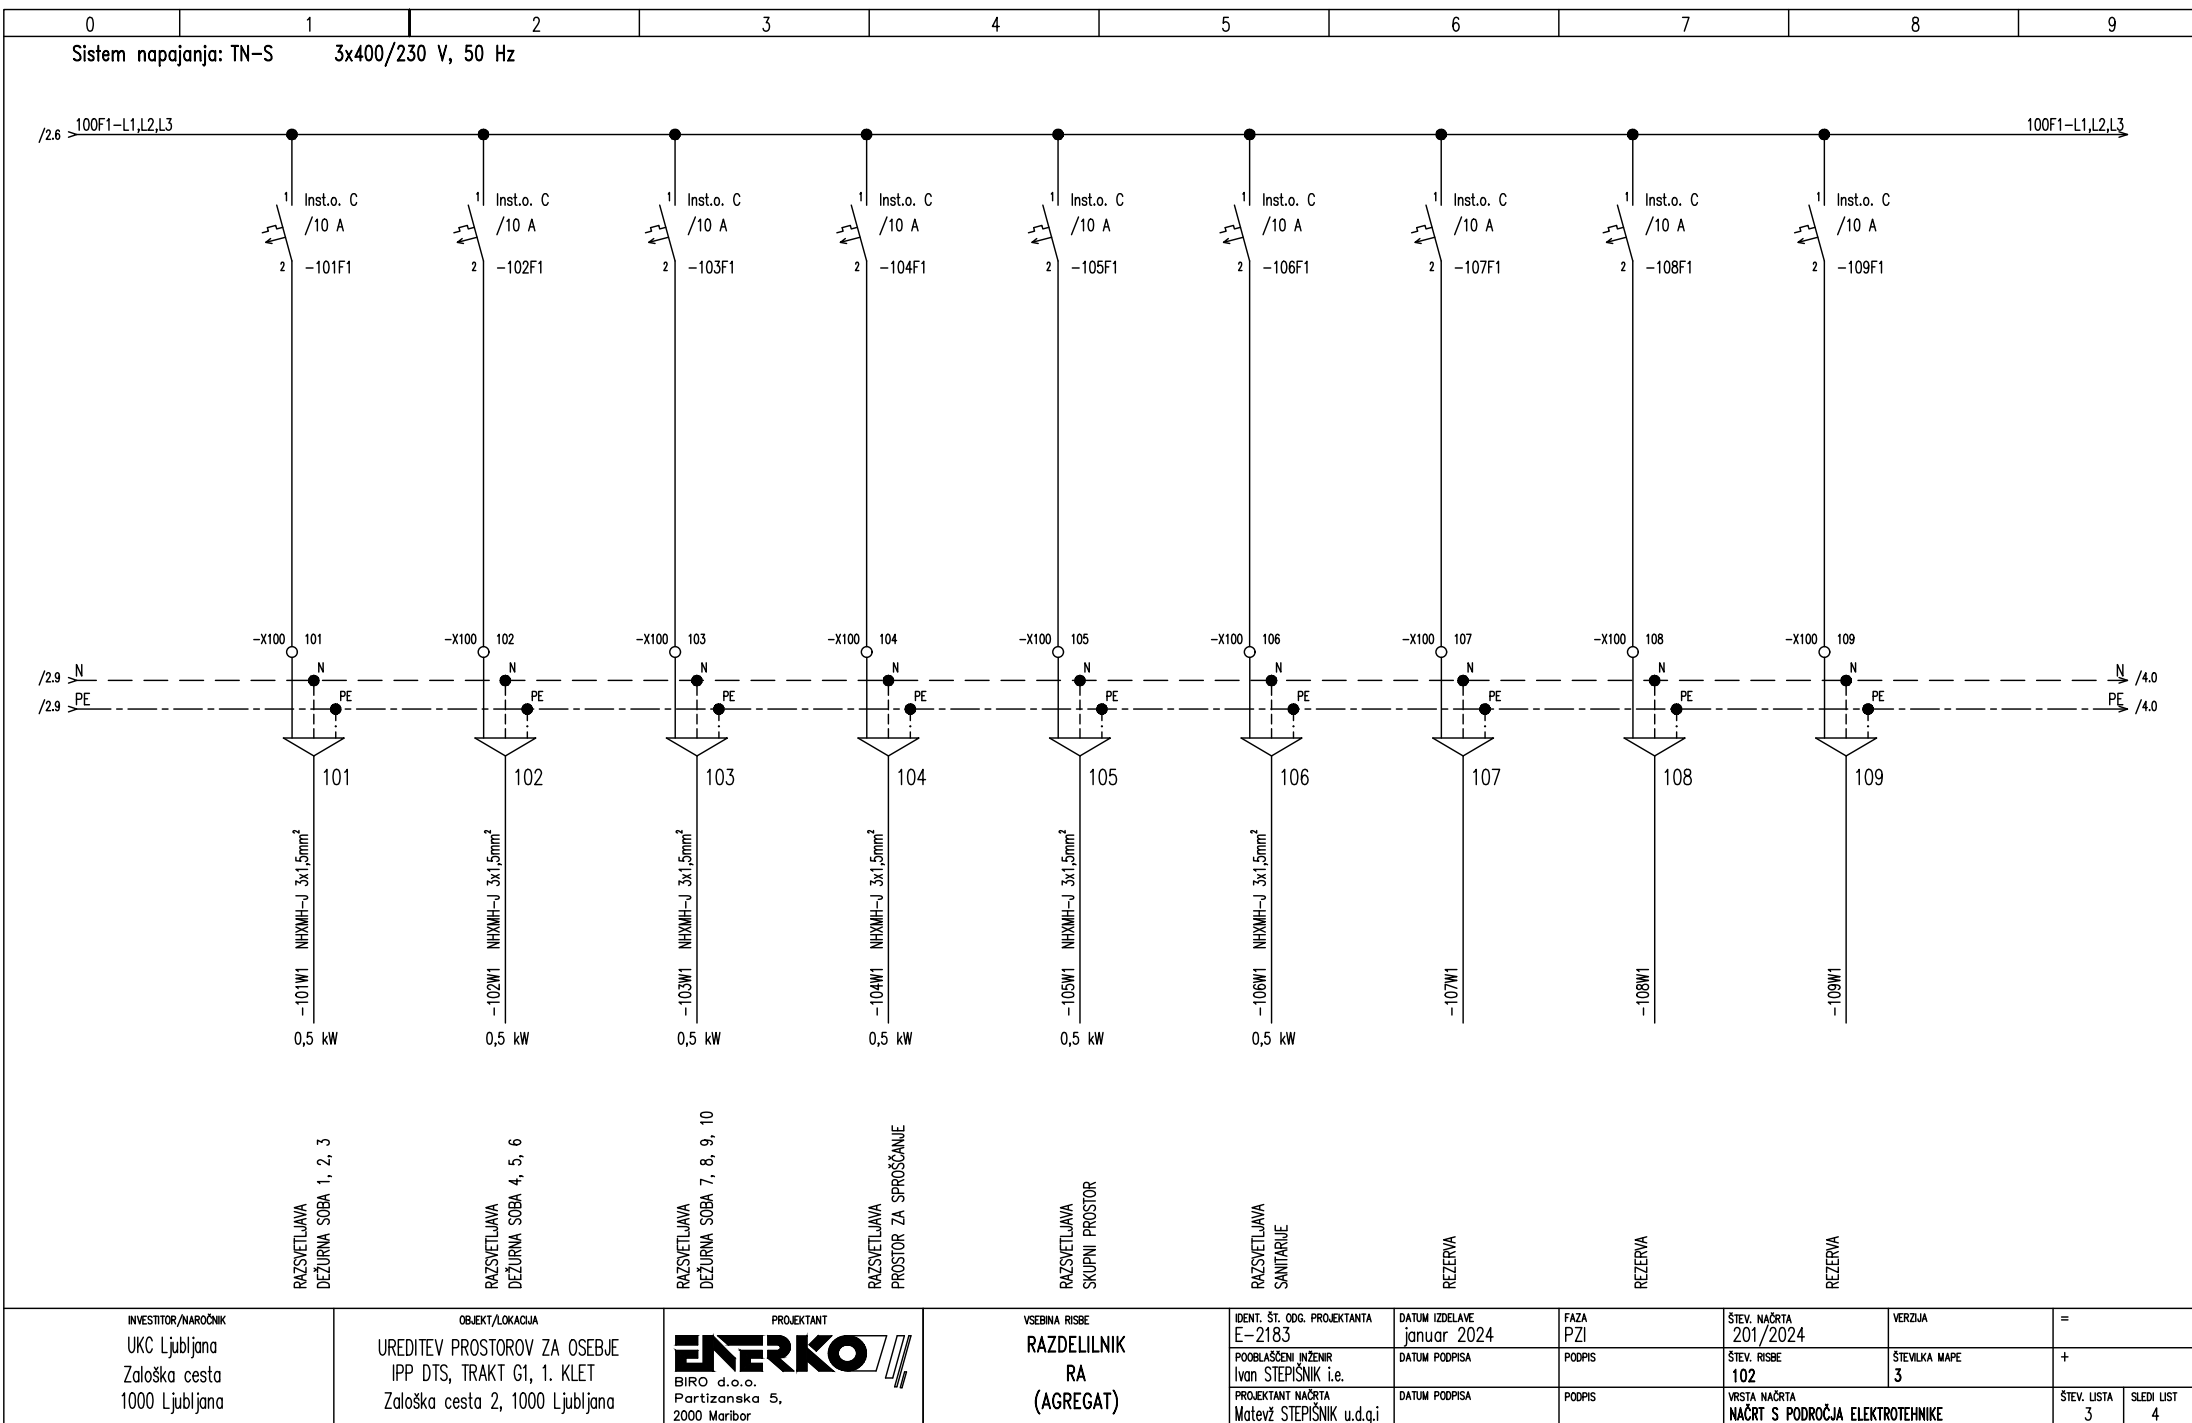 0 1 2 3 4 5 6 7 8 9
Sistem napajanja: TN-S 3x400/230 V, 50 Hz
/2.6 100F1-L1,L2,L3 100F1-L1,L2,L3
1 Inst.o. C 1 Inst.o. C 1 Inst.o. C 1 Inst.o. C 1 Inst.o. C 1 Inst.o. C 1 Inst.o. C 1 Inst.o. C 1 Inst.o. C
/10 A /10 A /10 A /10 A /10 A /10 A /10 A /10 A /10 A
2 -101F1 2 -102F1 2 -103F1 2 -104F1 2 -105F1 2 -106F1 2 -107F1 2 -108F1 2 -109F1
-X100 101 -X100 102 -X100 103 -X100 104 -X100 105 -X100 106 -X100 107 -X100 108 -X100 109
/2.9 N N N N N N N N N N N /4.0
/2.9 PE PE PE PE PE PE PE PE PE PE PE /4.0
101 102 103 104 105 106 107 108 109
-101W1 NHXMH-J 3x1,5mm²
-102W1 NHXMH-J 3x1,5mm²
-103W1 NHXMH-J 3x1,5mm²
-104W1 NHXMH-J 3x1,5mm²
-105W1 NHXMH-J 3x1,5mm²
-106W1 NHXMH-J 3x1,5mm²
-107W1
-108W1
-109W1
0,5 kW 0,5 kW 0,5 kW 0,5 kW 0,5 kW 0,5 kW
RAZSVETLJAVA
DEŽURNA SOBA 1, 2, 3
RAZSVETLJAVA
DEŽURNA SOBA 4, 5, 6
RAZSVETLJAVA
DEŽURNA SOBA 7, 8, 9, 10
RAZSVETLJAVA
PROSTOR ZA SPROŠČANJE
RAZSVETLJAVA
SKUPNI PROSTOR
RAZSVETLJAVA
SANITARIJE
REZERVA
REZERVA
REZERVA
INVESTITOR/NAROČNIK
UKC Ljubljana
Zaloška cesta
1000 Ljubljana
OBJEKT/LOKACIJA
UREDITEV PROSTOROV ZA OSEBJE
IPP DTS, TRAKT G1, 1. KLET
Zaloška cesta 2, 1000 Ljubljana
PROJEKTANT
ENERKO
BIRO d.o.o.
Partizanska 5,
2000 Maribor
VSEBINA RISBE
RAZDELILNIK
RA
(AGREGAT)
IDENT. ŠT. ODG. PROJEKTANTA
E-2183
DATUM IZDELAVE
januar 2024
FAZA
PZI
ŠTEV. NAČRTA
201/2024
VERZIJA
=
POOBLAŠČENI INŽENIR
Ivan STEPIŠNIK i.e.
DATUM PODPISA
PODPIS
ŠTEV. RISBE
102
ŠTEVILKA MAPE
3
+
PROJEKTANT NAČRTA
Matevž STEPIŠNIK u.d.g.i
DATUM PODPISA
PODPIS
VRSTA NAČRTA
NAČRT S PODROČJA ELEKTROTEHNIKE
ŠTEV. LISTA
3
SLEDI LIST
4